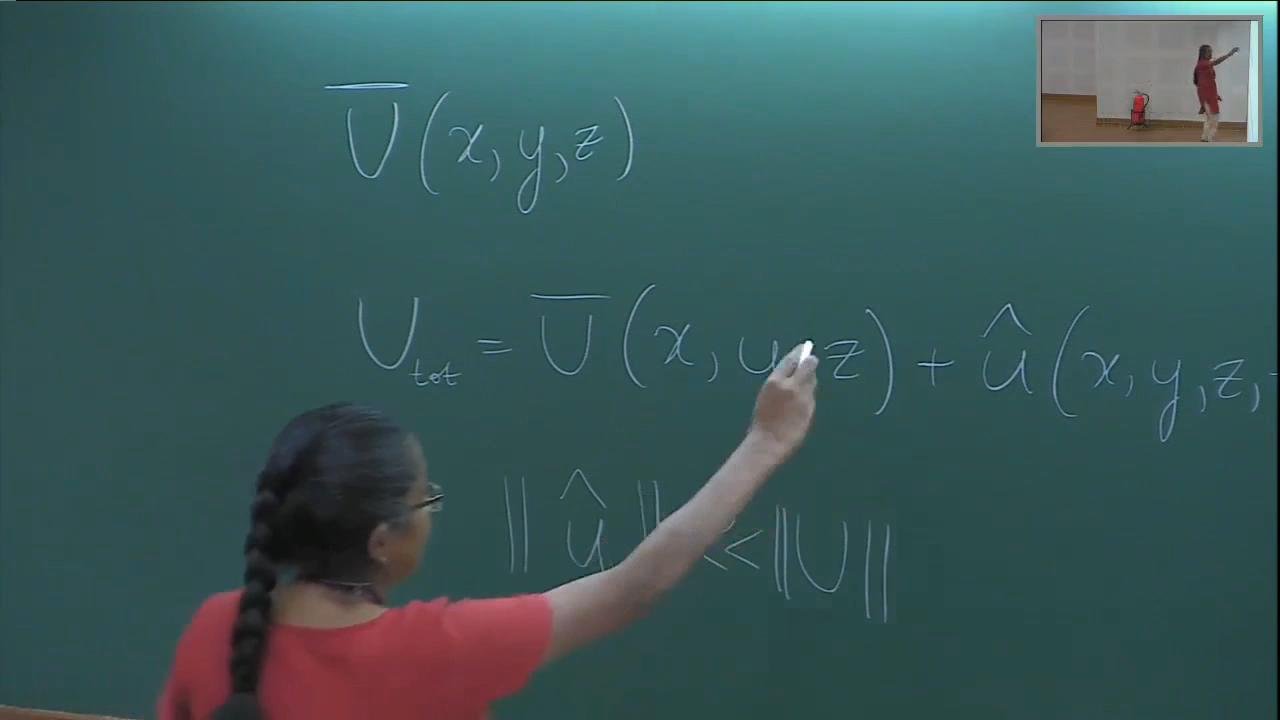 U̅(x,y,z)
U_tot = U̅(x,y,z) + û(x,y,z,
||û|| << ||U||